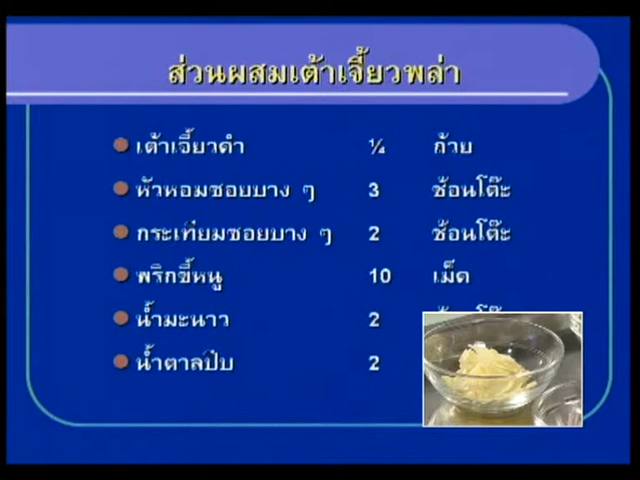 ส่วนผสมเต้าเจี้ยวพล่า
เต้าเจี้ยวดำ ¼ ถ้วย
หัวหอมซอยบาง ๆ 3 ช้อนโต๊ะ
กระเทียมซอยบาง ๆ 2 ช้อนโต๊ะ
พริกขี้หนู 10 เม็ด
น้ำมะนาว 2
น้ำตาลปี๊บ 2